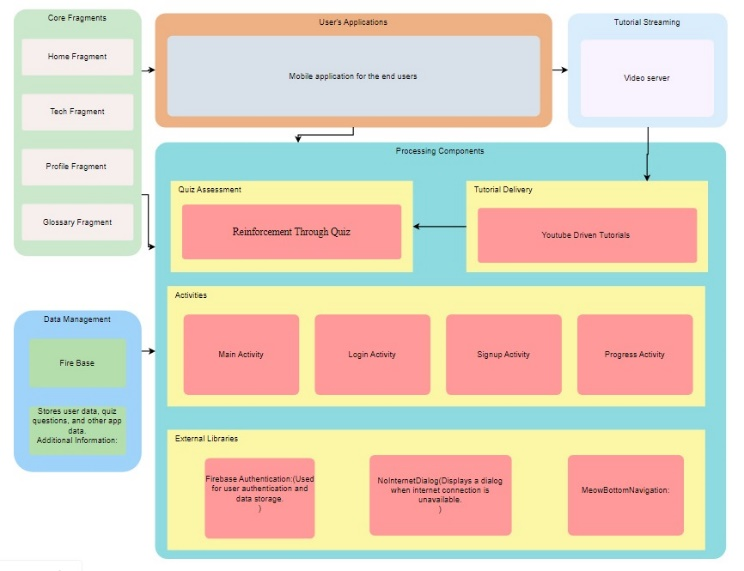 Core Fragments
Home Fragment
Tech Fragment
Profile Fragment
Glossary Fragment
User's Applications
Mobile application for the end users
Tutorial Streaming
Video server
Processing Components
Quiz Assessment
Reinforcement Through Quiz
Tutorial Delivery
Youtube Driven Tutorials
Data Management
Fire Base
Stores user data, quiz
questions, and other app
data.
Additional Information:
Activities
Main Activity
Login Activity
Signup Activity
Progress Activity
External Libraries
Firebase Authentication:(Used
for user authentication and
data storage.
)
NoInternetDialog(Displays a dialog
when internet connection is
unavailable.
)
MeowBottomNavigation: